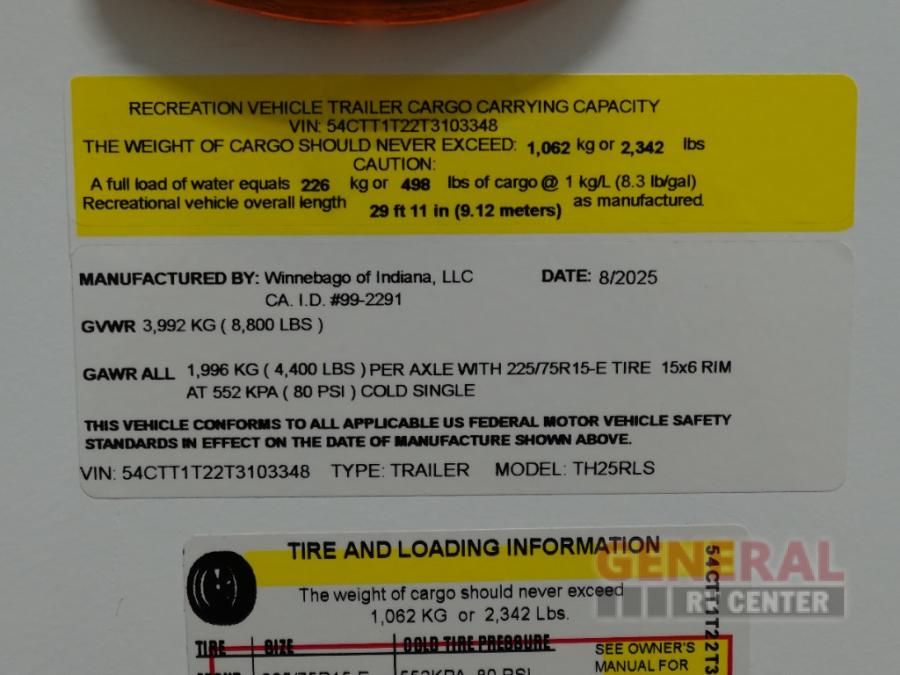 RECREATION VEHICLE TRAILER CARGO CARRYING CAPACITY
VIN: 54CTT1T22T3103348
THE WEIGHT OF CARGO SHOULD NEVER EXCEED: 1,062 kg or 2,342 lbs
CAUTION:
A full load of water equals 226 kg or 498 lbs of cargo @ 1 kg/L (8.3 lb/gal)
Recreational vehicle overall length 29 ft 11 in (9.12 meters) as manufactured.
MANUFACTURED BY: Winnebago of Indiana, LLC DATE: 8/2025
CA. I.D. #99-2291
GVWR 3,992 KG ( 8,800 LBS )
GAWR ALL 1,996 KG ( 4,400 LBS ) PER AXLE WITH 225/75R15-E TIRE 15x6 RIM
AT 552 KPA ( 80 PSI ) COLD SINGLE
THIS VEHICLE CONFORMS TO ALL APPLICABLE US FEDERAL MOTOR VEHICLE SAFETY
STANDARDS IN EFFECT ON THE DATE OF MANUFACTURE SHOWN ABOVE.
VIN: 54CTT1T22T3103348 TYPE: TRAILER MODEL: TH25RLS
TIRE AND LOADING INFORMATION
The weight of cargo should never exceed
1,062 KG or 2,342 Lbs.
TIRE SIZE COLD TIRE PRESSURE
SEE OWNER'S
MANUAL FOR
225/75R15-E 552KPA 80 PSI
54CTT1T22T3
GENERAL
RV CENTER